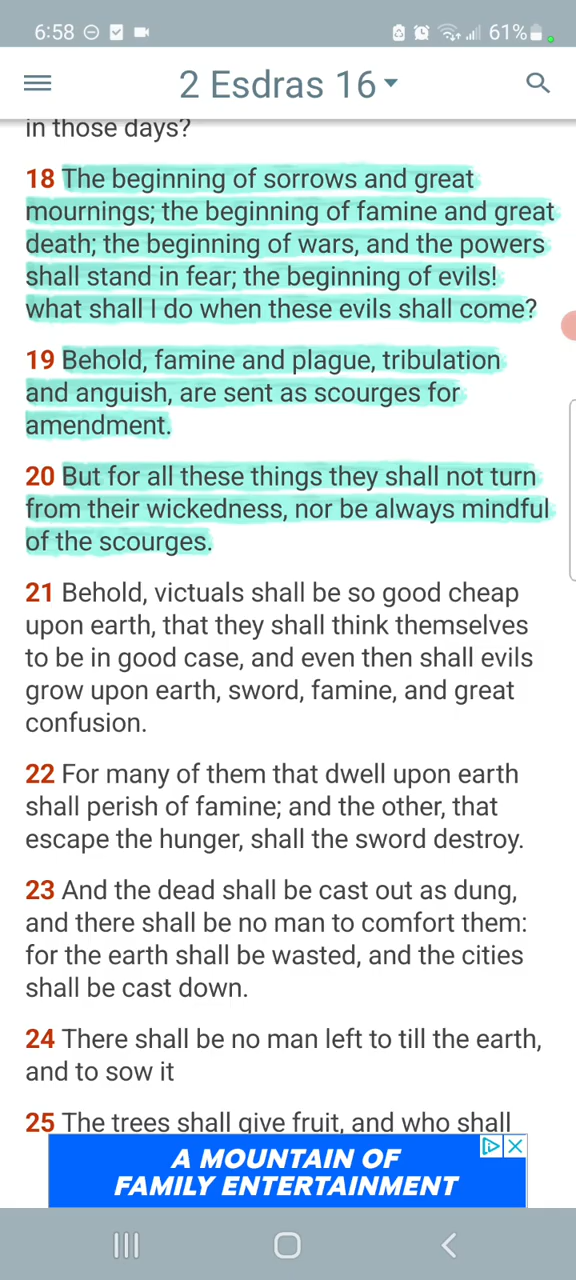 6:58
61%
2 Esdras 16
in those days?
18 The beginning of sorrows and great
mournings; the beginning of famine and great
death; the beginning of wars, and the powers
shall stand in fear; the beginning of evils!
what shall I do when these evils shall come?
19 Behold, famine and plague, tribulation
and anguish, are sent as scourges for
amendment.
20 But for all these things they shall not turn
from their wickedness, nor be always mindful
of the scourges.
21 Behold, victuals shall be so good cheap
upon earth, that they shall think themselves
to be in good case, and even then shall evils
grow upon earth, sword, famine, and great
confusion.
22 For many of them that dwell upon earth
shall perish of famine; and the other, that
escape the hunger, shall the sword destroy.
23 And the dead shall be cast out as dung,
and there shall be no man to comfort them:
for the earth shall be wasted, and the cities
shall be cast down.
24 There shall be no man left to till the earth,
and to sow it
25 The trees shall give fruit, and who shall
A MOUNTAIN OF
FAMILY ENTERTAINMENT